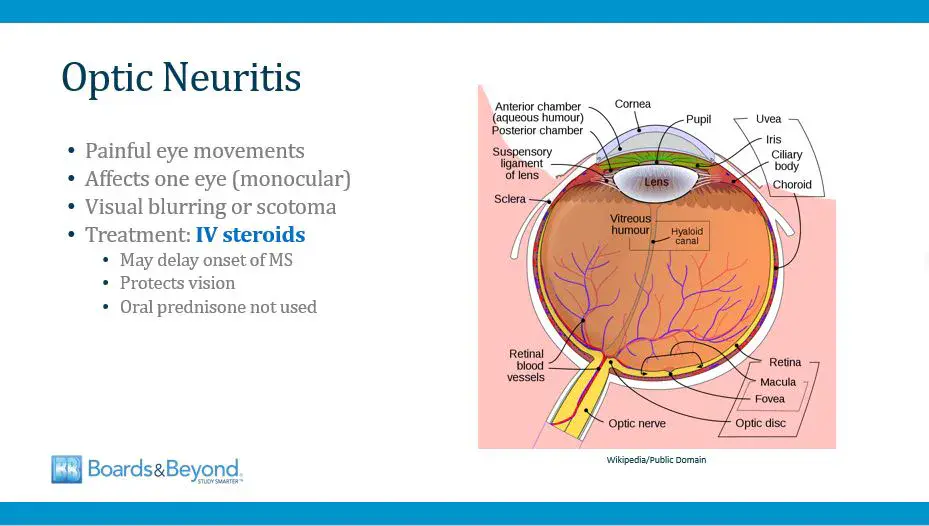 Optic Neuritis
• Painful eye movements
• Affects one eye (monocular)
• Visual blurring or scotoma
• Treatment: IV steroids
• May delay onset of MS
• Protects vision
• Oral prednisone not used
Anterior chamber
(aqueous humour)
Posterior chamber
Suspensory
ligament
of lens
Sclera
Cornea
Pupil
Uvea
Iris
Ciliary
body
Choroid
Lens
Vitreous
humour
Hyaloid
canal
Retinal
blood
vessels
Optic nerve
Retina
Macula
Fovea
Optic disc
Wikipedia/Public Domain
BB Boards&Beyond.
STUDY SMARTER™